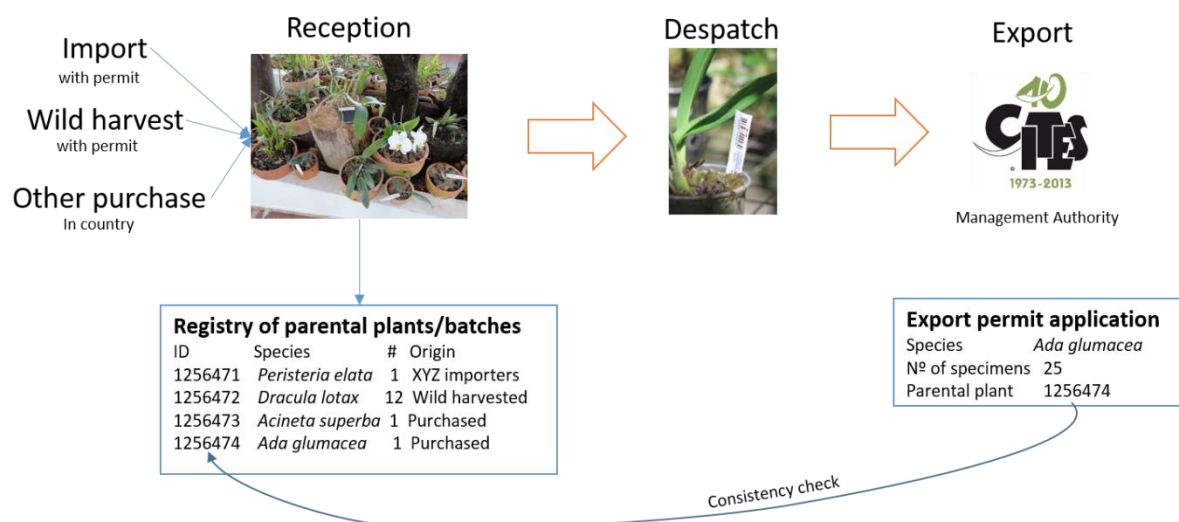 Reception
Despatch
Export
Import
with permit
Wild harvest
with permit
Other purchase
In country
40
CITES
®
1973-2013
Management Authority
Registry of parental plants/batches
ID Species # Origin
1256471 Peristeria elata 1 XYZ importers
1256472 Dracula lotax 12 Wild harvested
1256473 Acineta superba 1 Purchased
1256474 Ada glumacea 1 Purchased
Export permit application
Species Ada glumacea
Nº of specimens 25
Parental plant 1256474
Consistency check